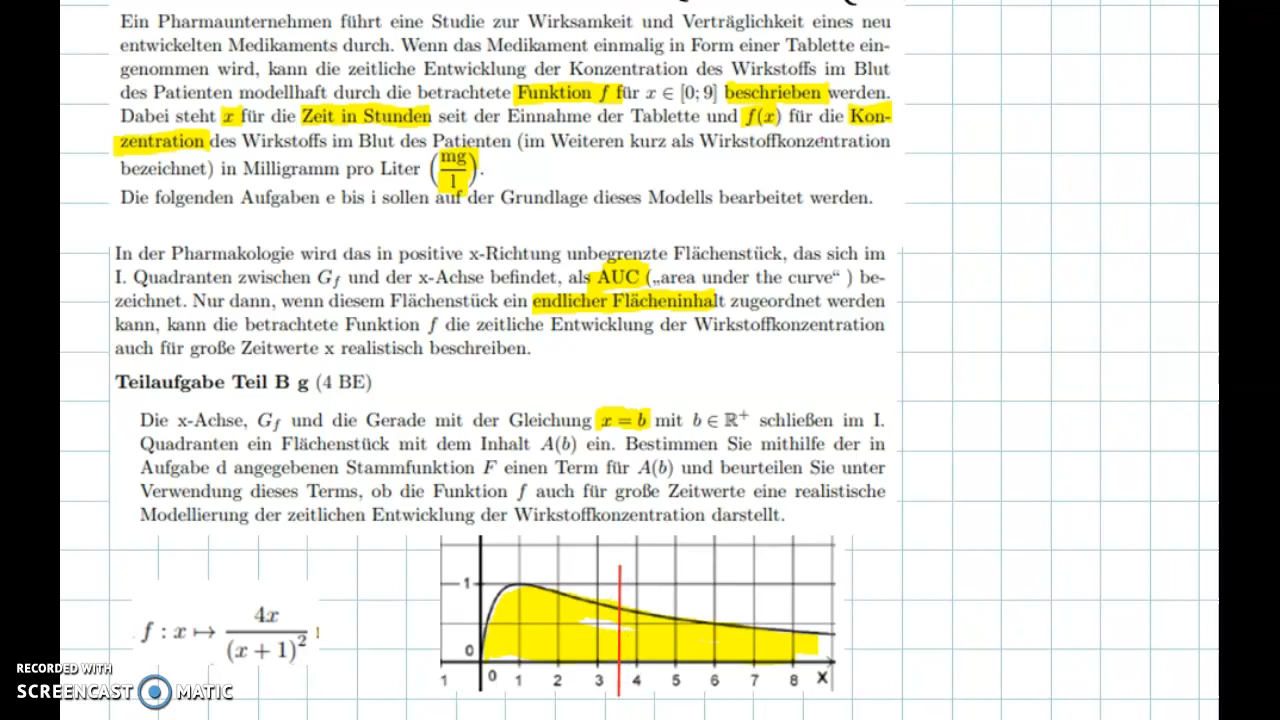 Ein Pharmaunternehmen führt eine Studie zur Wirksamkeit und Verträglichkeit eines neu
entwickelten Medikaments durch. Wenn das Medikament einmalig in Form einer Tablette ein-
genommen wird, kann die zeitliche Entwicklung der Konzentration des Wirkstoffs im Blut
des Patienten modellhaft durch die betrachtete Funktion f für x ∈ [0; 9] beschrieben werden.
Dabei steht x für die Zeit in Stunden seit der Einnahme der Tablette und f(x) für die Kon-
zentration des Wirkstoffs im Blut des Patienten (im Weiteren kurz als Wirkstoffkonzentration
bezeichnet) in Milligramm pro Liter (mg/l).
Die folgenden Aufgaben e bis i sollen auf der Grundlage dieses Modells bearbeitet werden.
In der Pharmakologie wird das in positive x-Richtung unbegrenzte Flächenstück, das sich im
I. Quadranten zwischen G_f und der x-Achse befindet, als AUC („area under the curve“ ) be-
zeichnet. Nur dann, wenn diesem Flächenstück ein endlicher Flächeninhalt zugeordnet werden
kann, kann die betrachtete Funktion f die zeitliche Entwicklung der Wirkstoffkonzentration
auch für große Zeitwerte x realistisch beschreiben.
Teilaufgabe Teil B g (4 BE)
Die x-Achse, G_f und die Gerade mit der Gleichung x = b mit b ∈ ℝ⁺ schließen im I.
Quadranten ein Flächenstück mit dem Inhalt A(b) ein. Bestimmen Sie mithilfe der in
Aufgabe d angegebenen Stammfunktion F einen Term für A(b) und beurteilen Sie unter
Verwendung dieses Terms, ob die Funktion f auch für große Zeitwerte eine realistische
Modellierung der zeitlichen Entwicklung der Wirkstoffkonzentration darstellt.
f : x ↦ 4x/(x + 1)²
1
0
1 0 1 2 3 4 5 6 7 8 x
RECORDED WITH
SCREENCAST MATIC